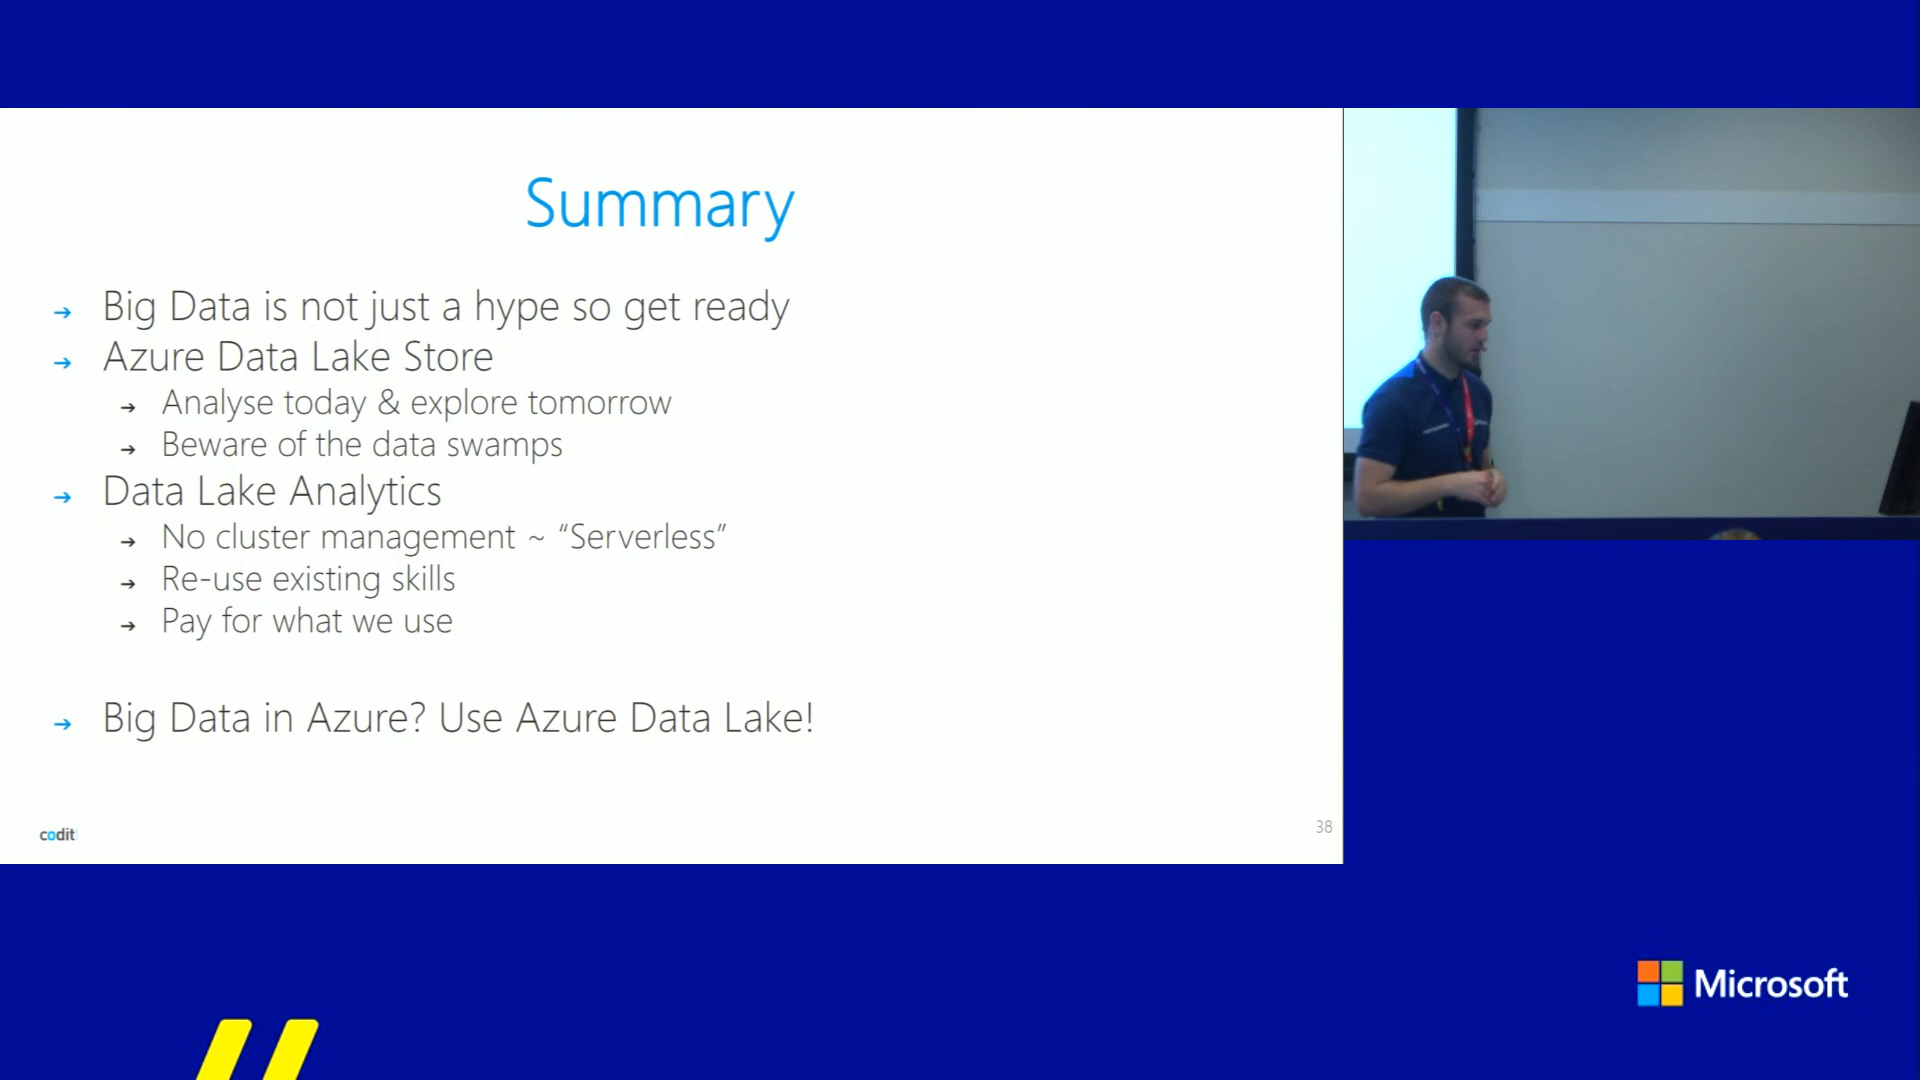 Summary
Big Data is not just a hype so get ready
Azure Data Lake Store
Analyse today & explore tomorrow
Beware of the data swamps
Data Lake Analytics
No cluster management ~ “Serverless”
Re-use existing skills
Pay for what we use
Big Data in Azure? Use Azure Data Lake!
codit
38
Microsoft